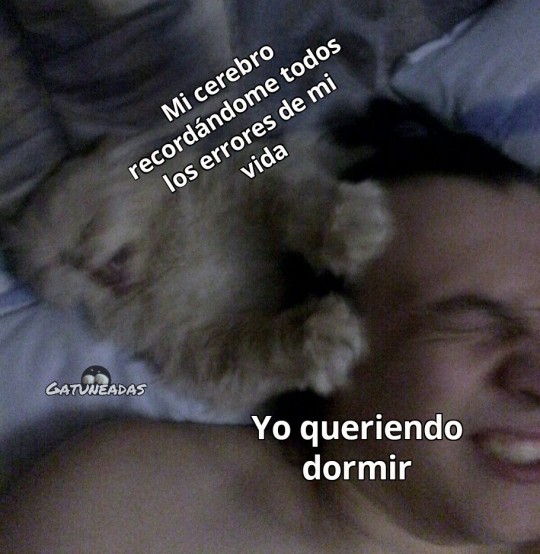 Mi cerebro
recordándome todos
los errores de mi
vida
GATUNEADAS
Yo queriendo
dormir